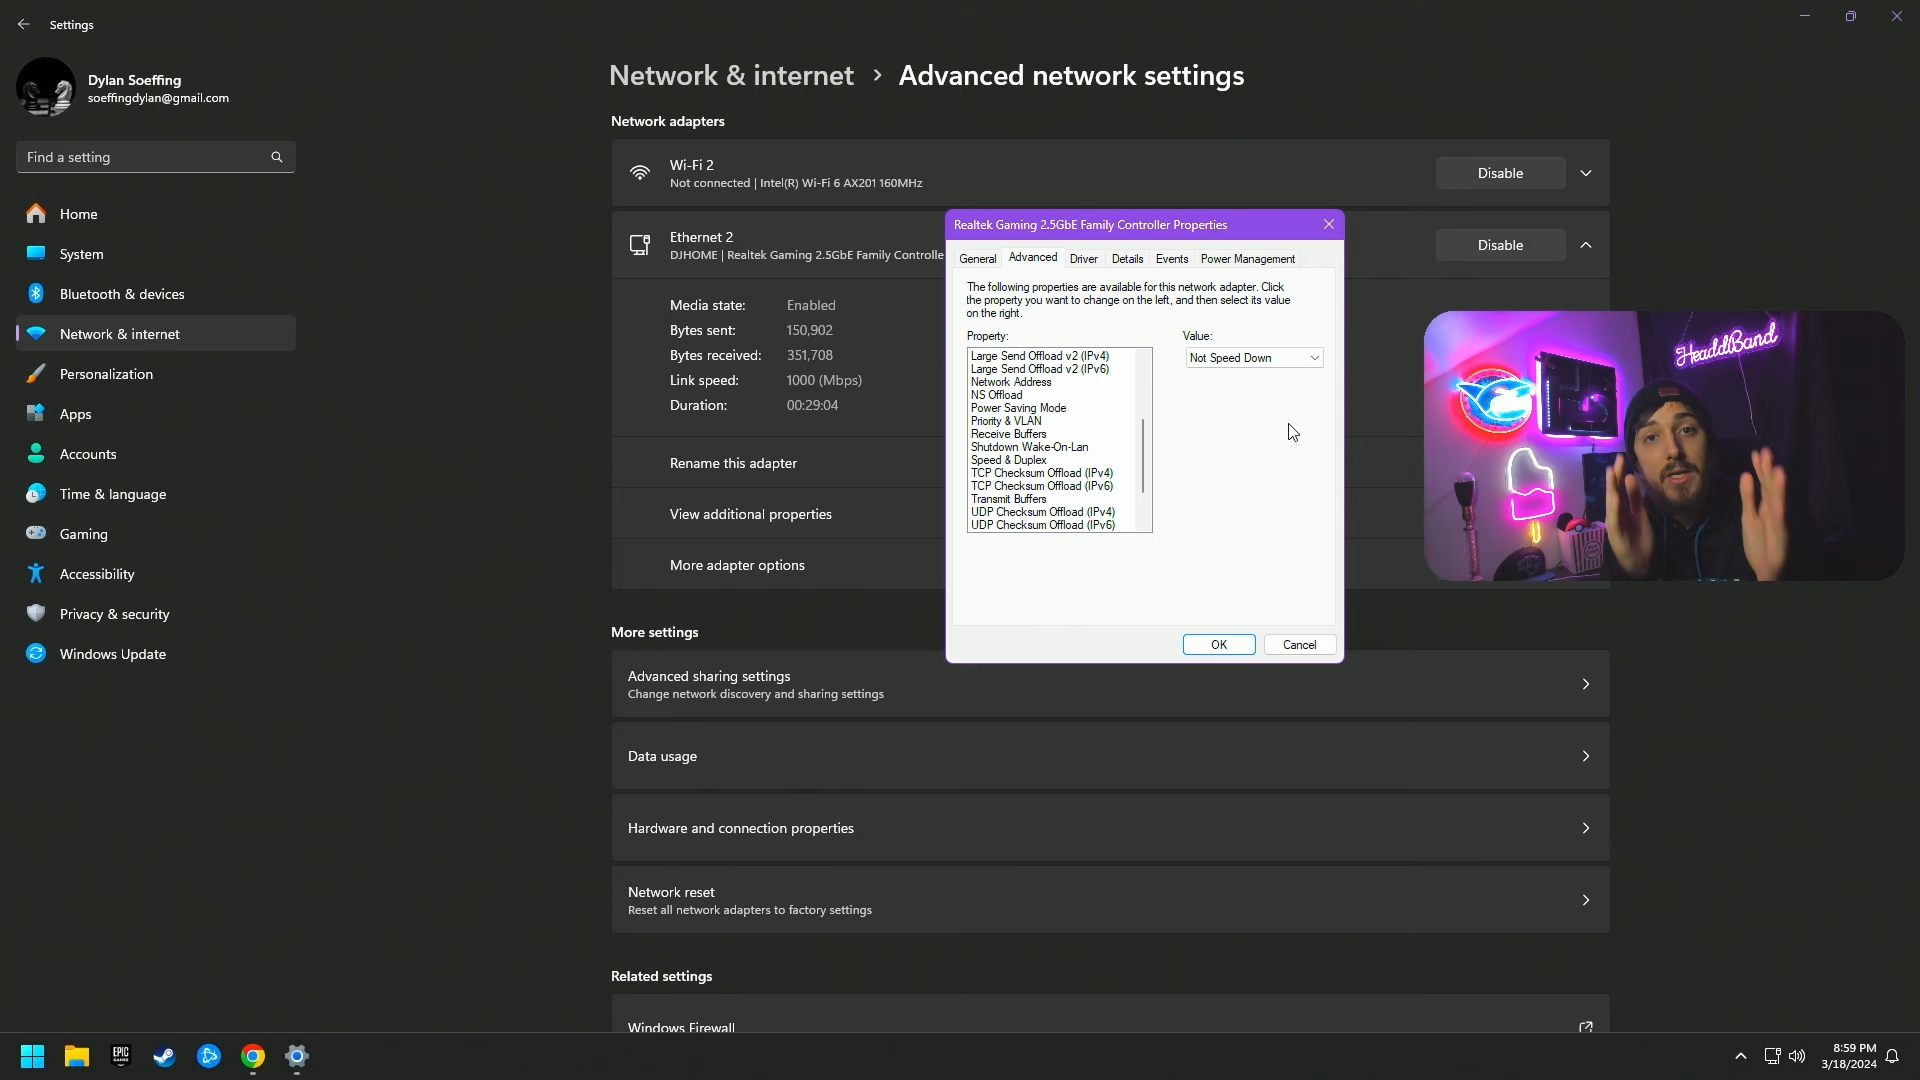 Settings
Dylan Soeffing
soeffingdylan@gmail.com
Find a setting
Home
System
Bluetooth & devices
Network & internet
Personalization
Apps
Accounts
Time & language
Gaming
Accessibility
Privacy & security
Windows Update
Network & internet > Advanced network settings
Network adapters
Wi-Fi 2
Not connected | Intel(R) Wi-Fi 6 AX201 160MHz
Disable
Ethernet 2
DJHOME | Realtek Gaming 2.5GbE Family Controlle
Disable
Media state: Enabled
Bytes sent: 150,902
Bytes received: 351,708
Link speed: 1000 (Mbps)
Duration: 00:29:04
Rename this adapter
View additional properties
More adapter options
Realtek Gaming 2.5GbE Family Controller Properties
General Advanced Driver Details Events Power Management
The following properties are available for this network adapter. Click
the property you want to change on the left, and then select its value
on the right.
Property:
Value:
Large Send Offload v2 (IPv4)
Large Send Offload v2 (IPv6)
Network Address
NS Offload
Power Saving Mode
Priority & VLAN
Receive Buffers
Shutdown Wake-On-Lan
Speed & Duplex
TCP Checksum Offload (IPv4)
TCP Checksum Offload (IPv6)
Transmit Buffers
UDP Checksum Offload (IPv4)
UDP Checksum Offload (IPv6)
Not Speed Down
OK
Cancel
HeaddBand
More settings
Advanced sharing settings
Change network discovery and sharing settings
Data usage
Hardware and connection properties
Network reset
Reset all network adapters to factory settings
Related settings
Windows Firewall
EPIC
GAMES
8:59 PM
3/18/2024